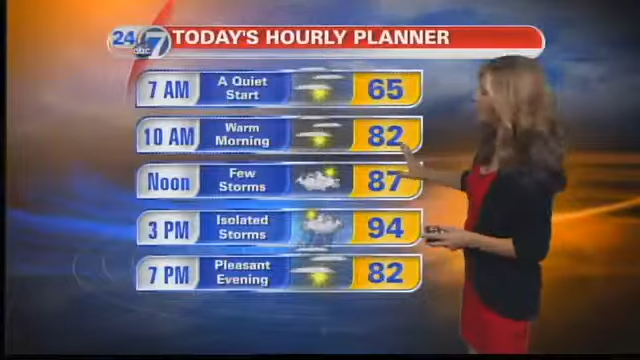 24 abc 7
TODAY'S HOURLY PLANNER
7 AM
A Quiet
Start
65
10 AM
Warm
Morning
82
Noon
Few
Storms
87
3 PM
Isolated
Storms
94
7 PM
Pleasant
Evening
82